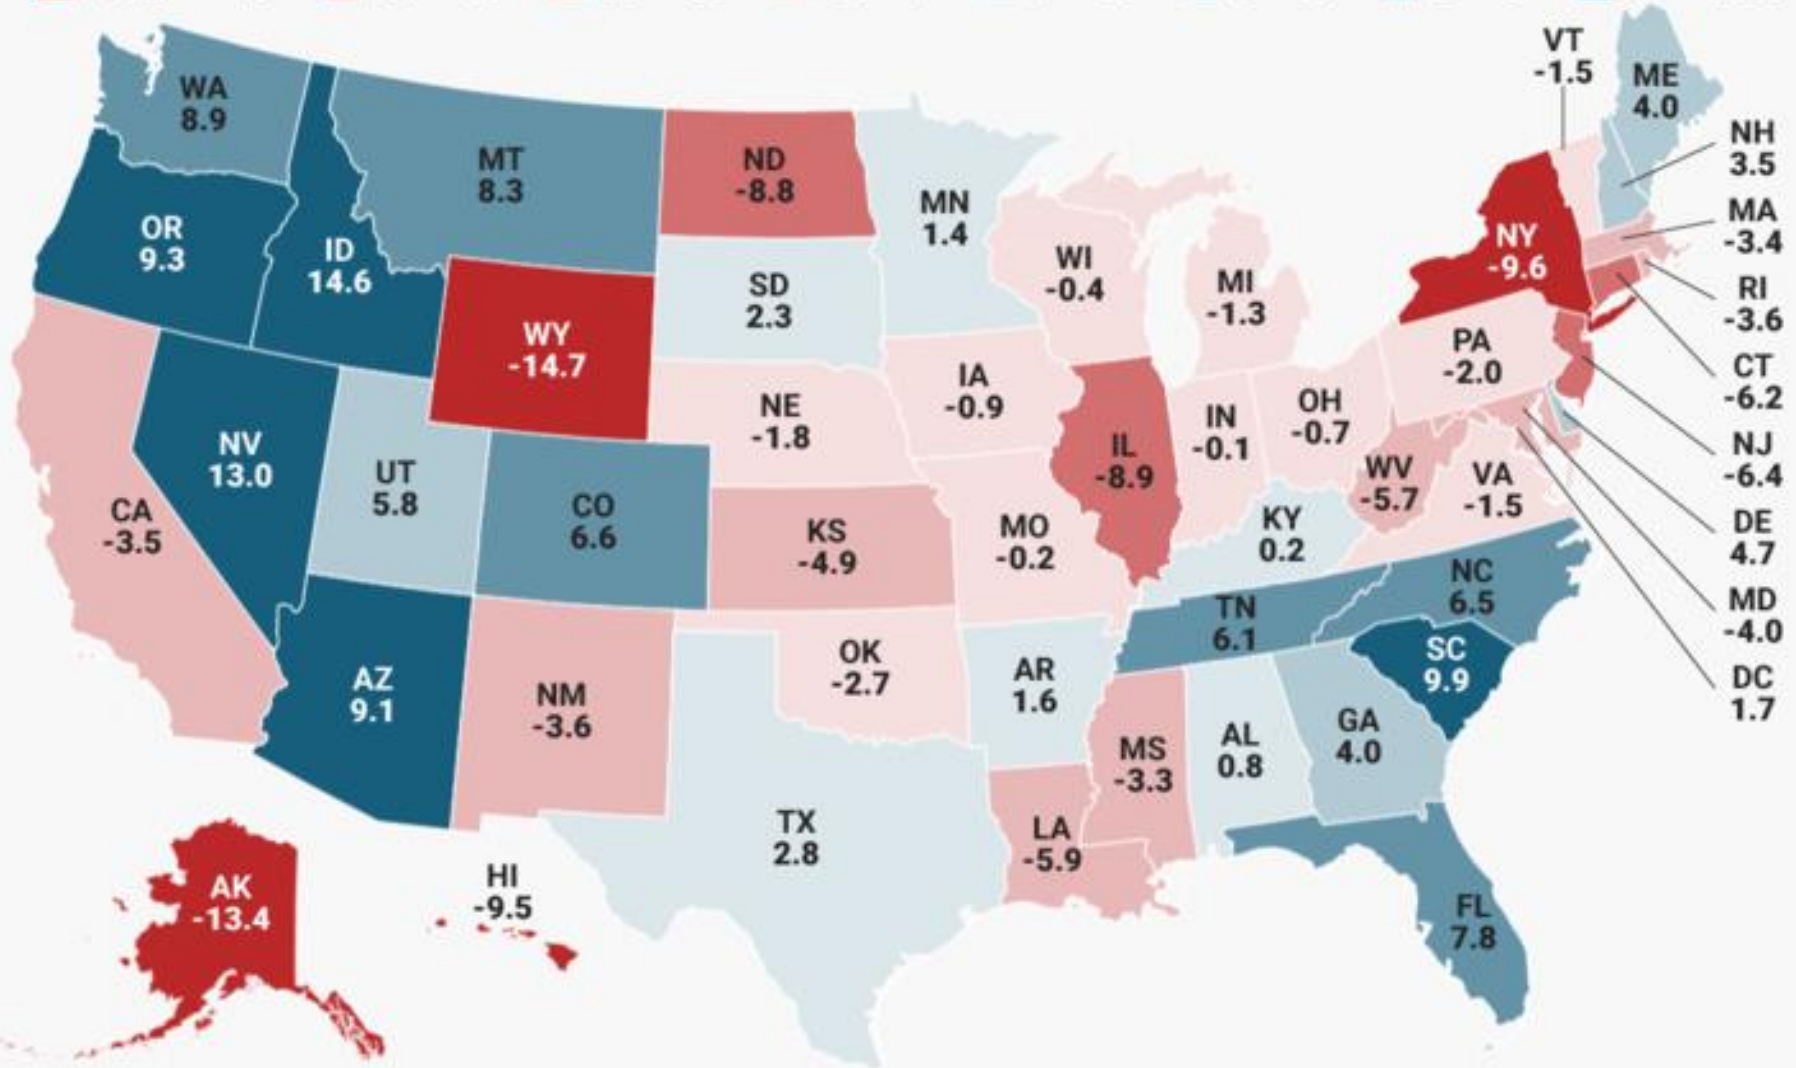 VT
-1.5
ME
4.0
WA
8.9
NH
3.5
MT
8.3
ND
-8.8
MN
1.4
MA
-3.4
OR
9.3
ID
14.6
NY
-9.6
WI
-0.4
MI
-1.3
SD
2.3
RI
-3.6
WY
-14.7
PA
-2.0
CT
-6.2
IA
-0.9
NE
-1.8
IN
-0.1
OH
-0.7
NV
13.0
IL
-8.9
NJ
-6.4
UT
5.8
WV
-5.7
VA
-1.5
CA
-3.5
CO
6.6
KS
-4.9
MO
-0.2
KY
0.2
DE
4.7
NC
6.5
TN
6.1
MD
-4.0
OK
-2.7
AR
1.6
SC
9.9
AZ
9.1
NM
-3.6
DC
1.7
GA
4.0
AL
0.8
MS
-3.3
TX
2.8
LA
-5.9
AK
-13.4
HI
-9.5
FL
7.8